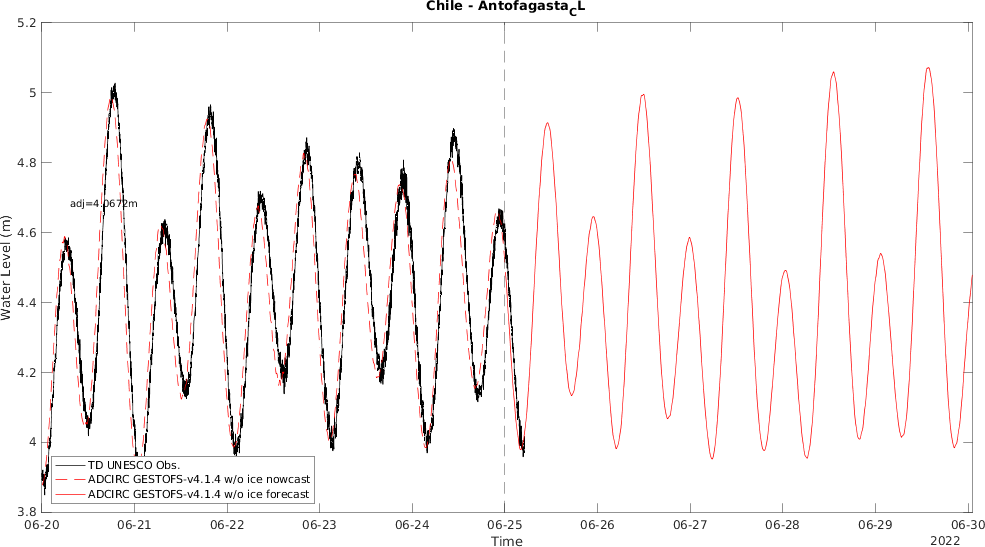 Chile - Antofagasta_CL
5.2
5
4.8
4.6
4.4
4.2
4
3.8
Water Level (m)
adj=4.0672m
TD UNESCO Obs.
ADCIRC GESTOFS-v4.1.4 w/o ice nowcast
ADCIRC GESTOFS-v4.1.4 w/o ice forecast
06-20 06-21 06-22 06-23 06-24 06-25 06-26 06-27 06-28 06-29 06-30
Time
2022